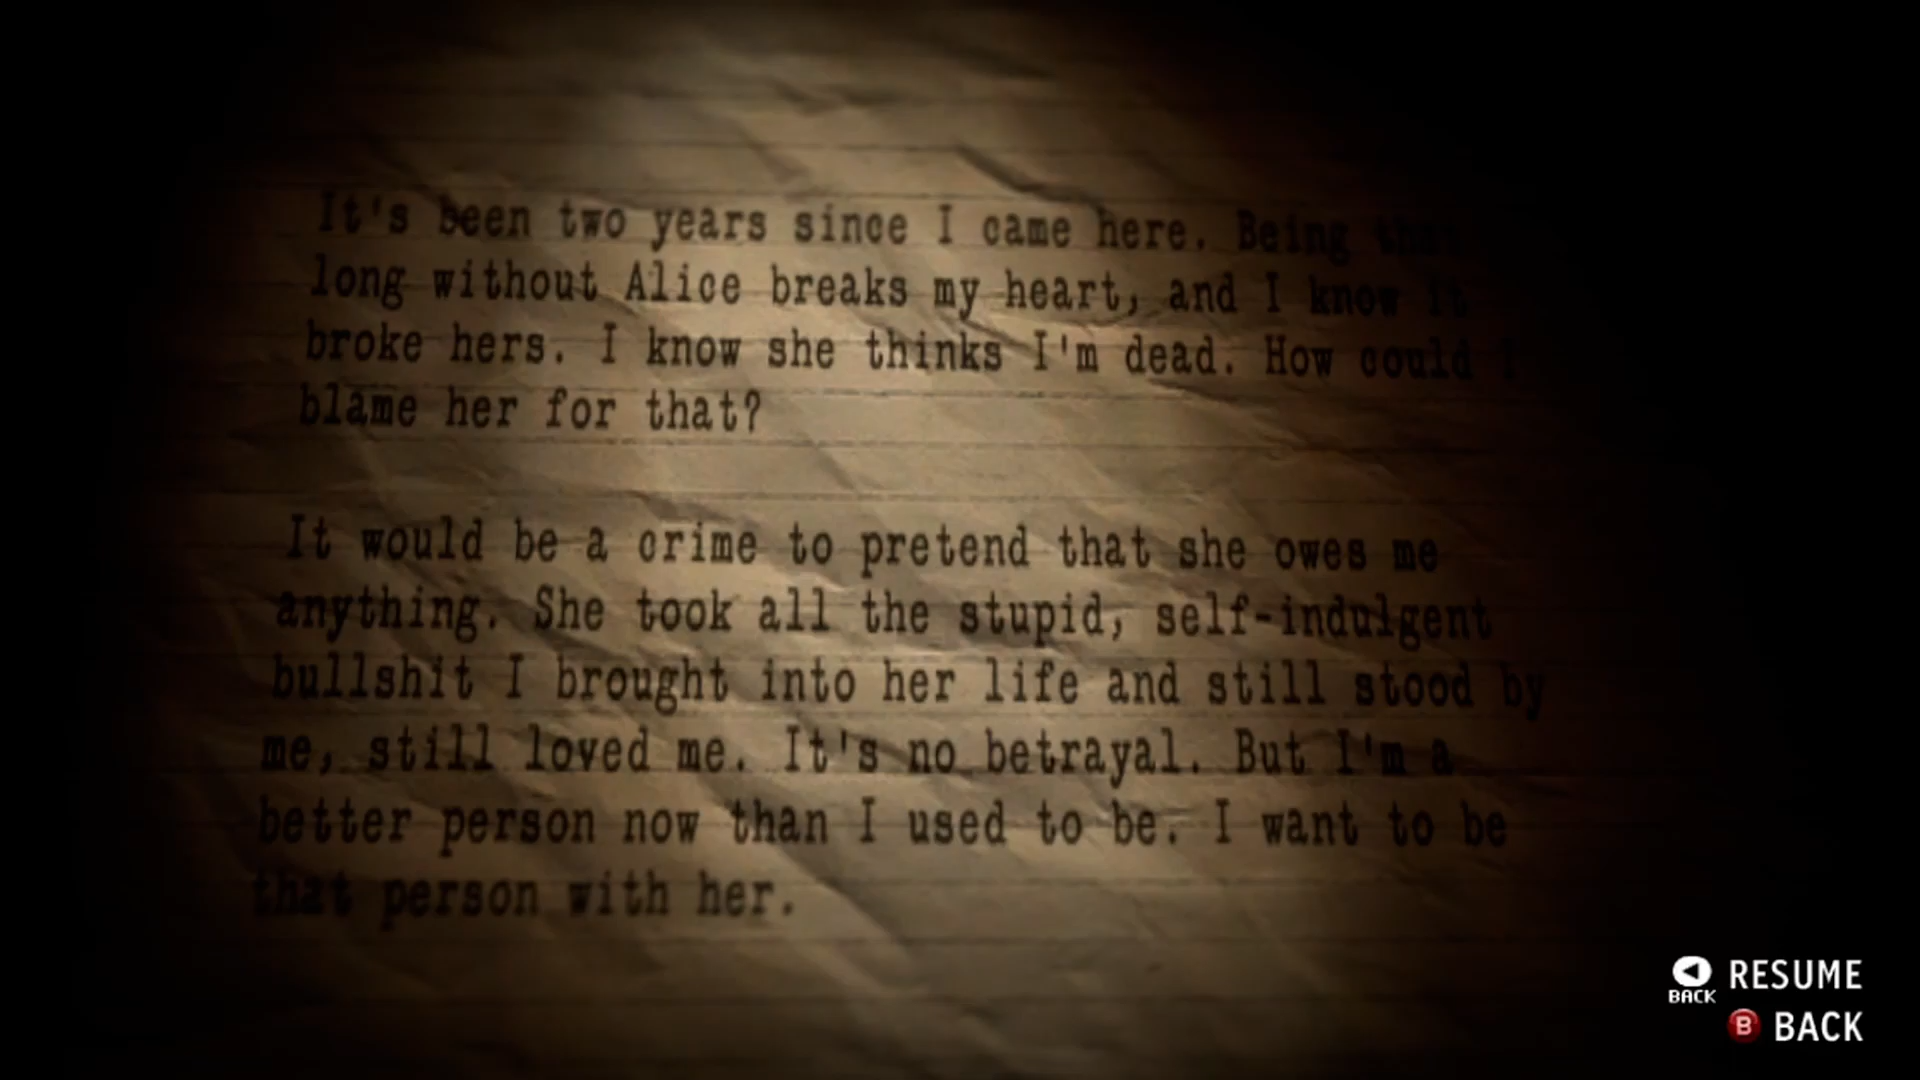 It's been two years since I came here. Being that
long without Alice breaks my heart, and I know it
broke hers. I know she thinks I'm dead. How could I
blame her for that?
It would be a crime to pretend that she owes me
anything. She took all the stupid, self-indulgent
bullshit I brought into her life and still stood by
me, still loved me. It's no betrayal. But I'm a
better person now than I used to be. I want to be
that person with her.
BACK RESUME
B BACK